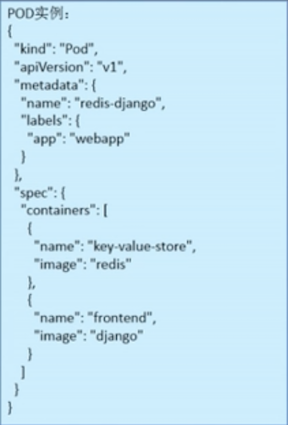 POD实例：
{
"kind": "Pod",
"apiVersion": "v1",
"metadata": {
"name": "redis-django",
"labels": {
"app": "webapp"
}
},
"spec": {
"containers": [
{
"name": "key-value-store",
"image": "redis"
},
{
"name": "frontend",
"image": "django"
}
]
}
}